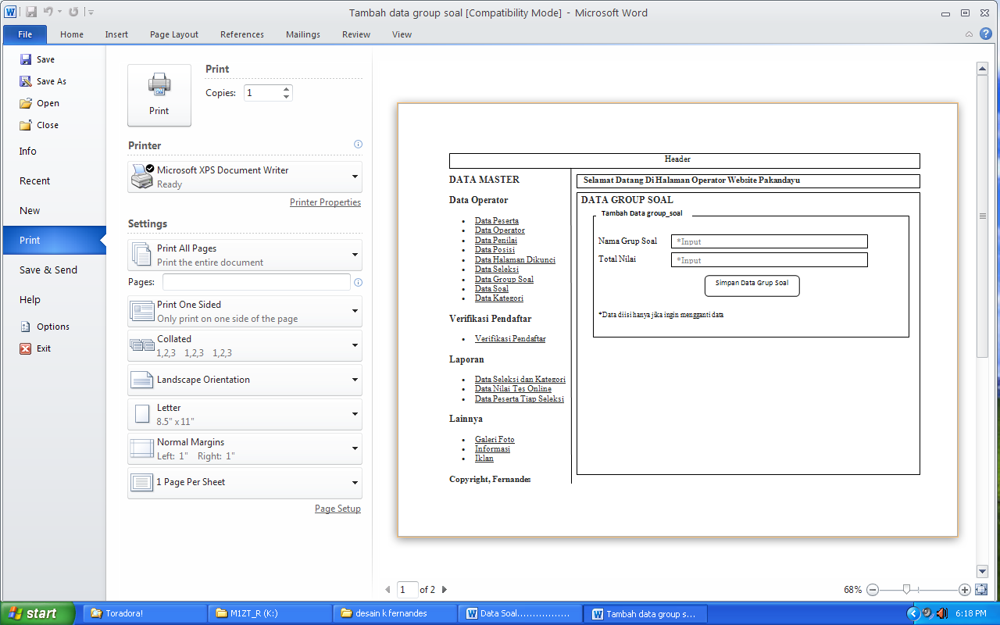 Tambah data group soal [Compatibility Mode] - Microsoft Word
File Home Insert Page Layout References Mailings Review View
Save
Save As
Open
Close
Info
Recent
New
Print
Save & Send
Help
Options
Exit
Print
Print
Copies: 1
Printer
Microsoft XPS Document Writer
Ready
Printer Properties
Settings
Print All Pages
Print the entire document
Pages:
Print One Sided
Only print on one side of the page
Collated
1,2,3 1,2,3 1,2,3
Landscape Orientation
Letter
8.5" x 11"
Normal Margins
Left: 1" Right: 1"
1 Page Per Sheet
Page Setup
Header
DATA MASTER
Data Operator
• Data Peserta
• Data Operator
• Data Penilai
• Data Posisi
• Data Halaman Dikunci
• Data Seleksi
• Data Group Soal
• Data Soal
• Data Kategori
Verifikasi Pendaftar
• Verifikasi Pendaftar
Laporan
• Data Seleksi dan Kategori
• Data Nilai Tes Online
• Data Peserta Tiap Seleksi
Lainnya
• Galeri Foto
• Informasi
• Iklan
Copyright, Fernandes
Selamat Datang Di Halaman Operator Website Pakandayu
DATA GROUP SOAL
Tambah Data group_soal
Nama Grup Soal *Input
Total Nilai *Input
Simpan Data Grup Soal
*Data diisi hanya jika ingin mengganti data
1 of 2
68%
start
Toradora!
M1ZT_R (K:)
desain k fernandes
Data Soal.................
Tambah data group s...
6:18 PM